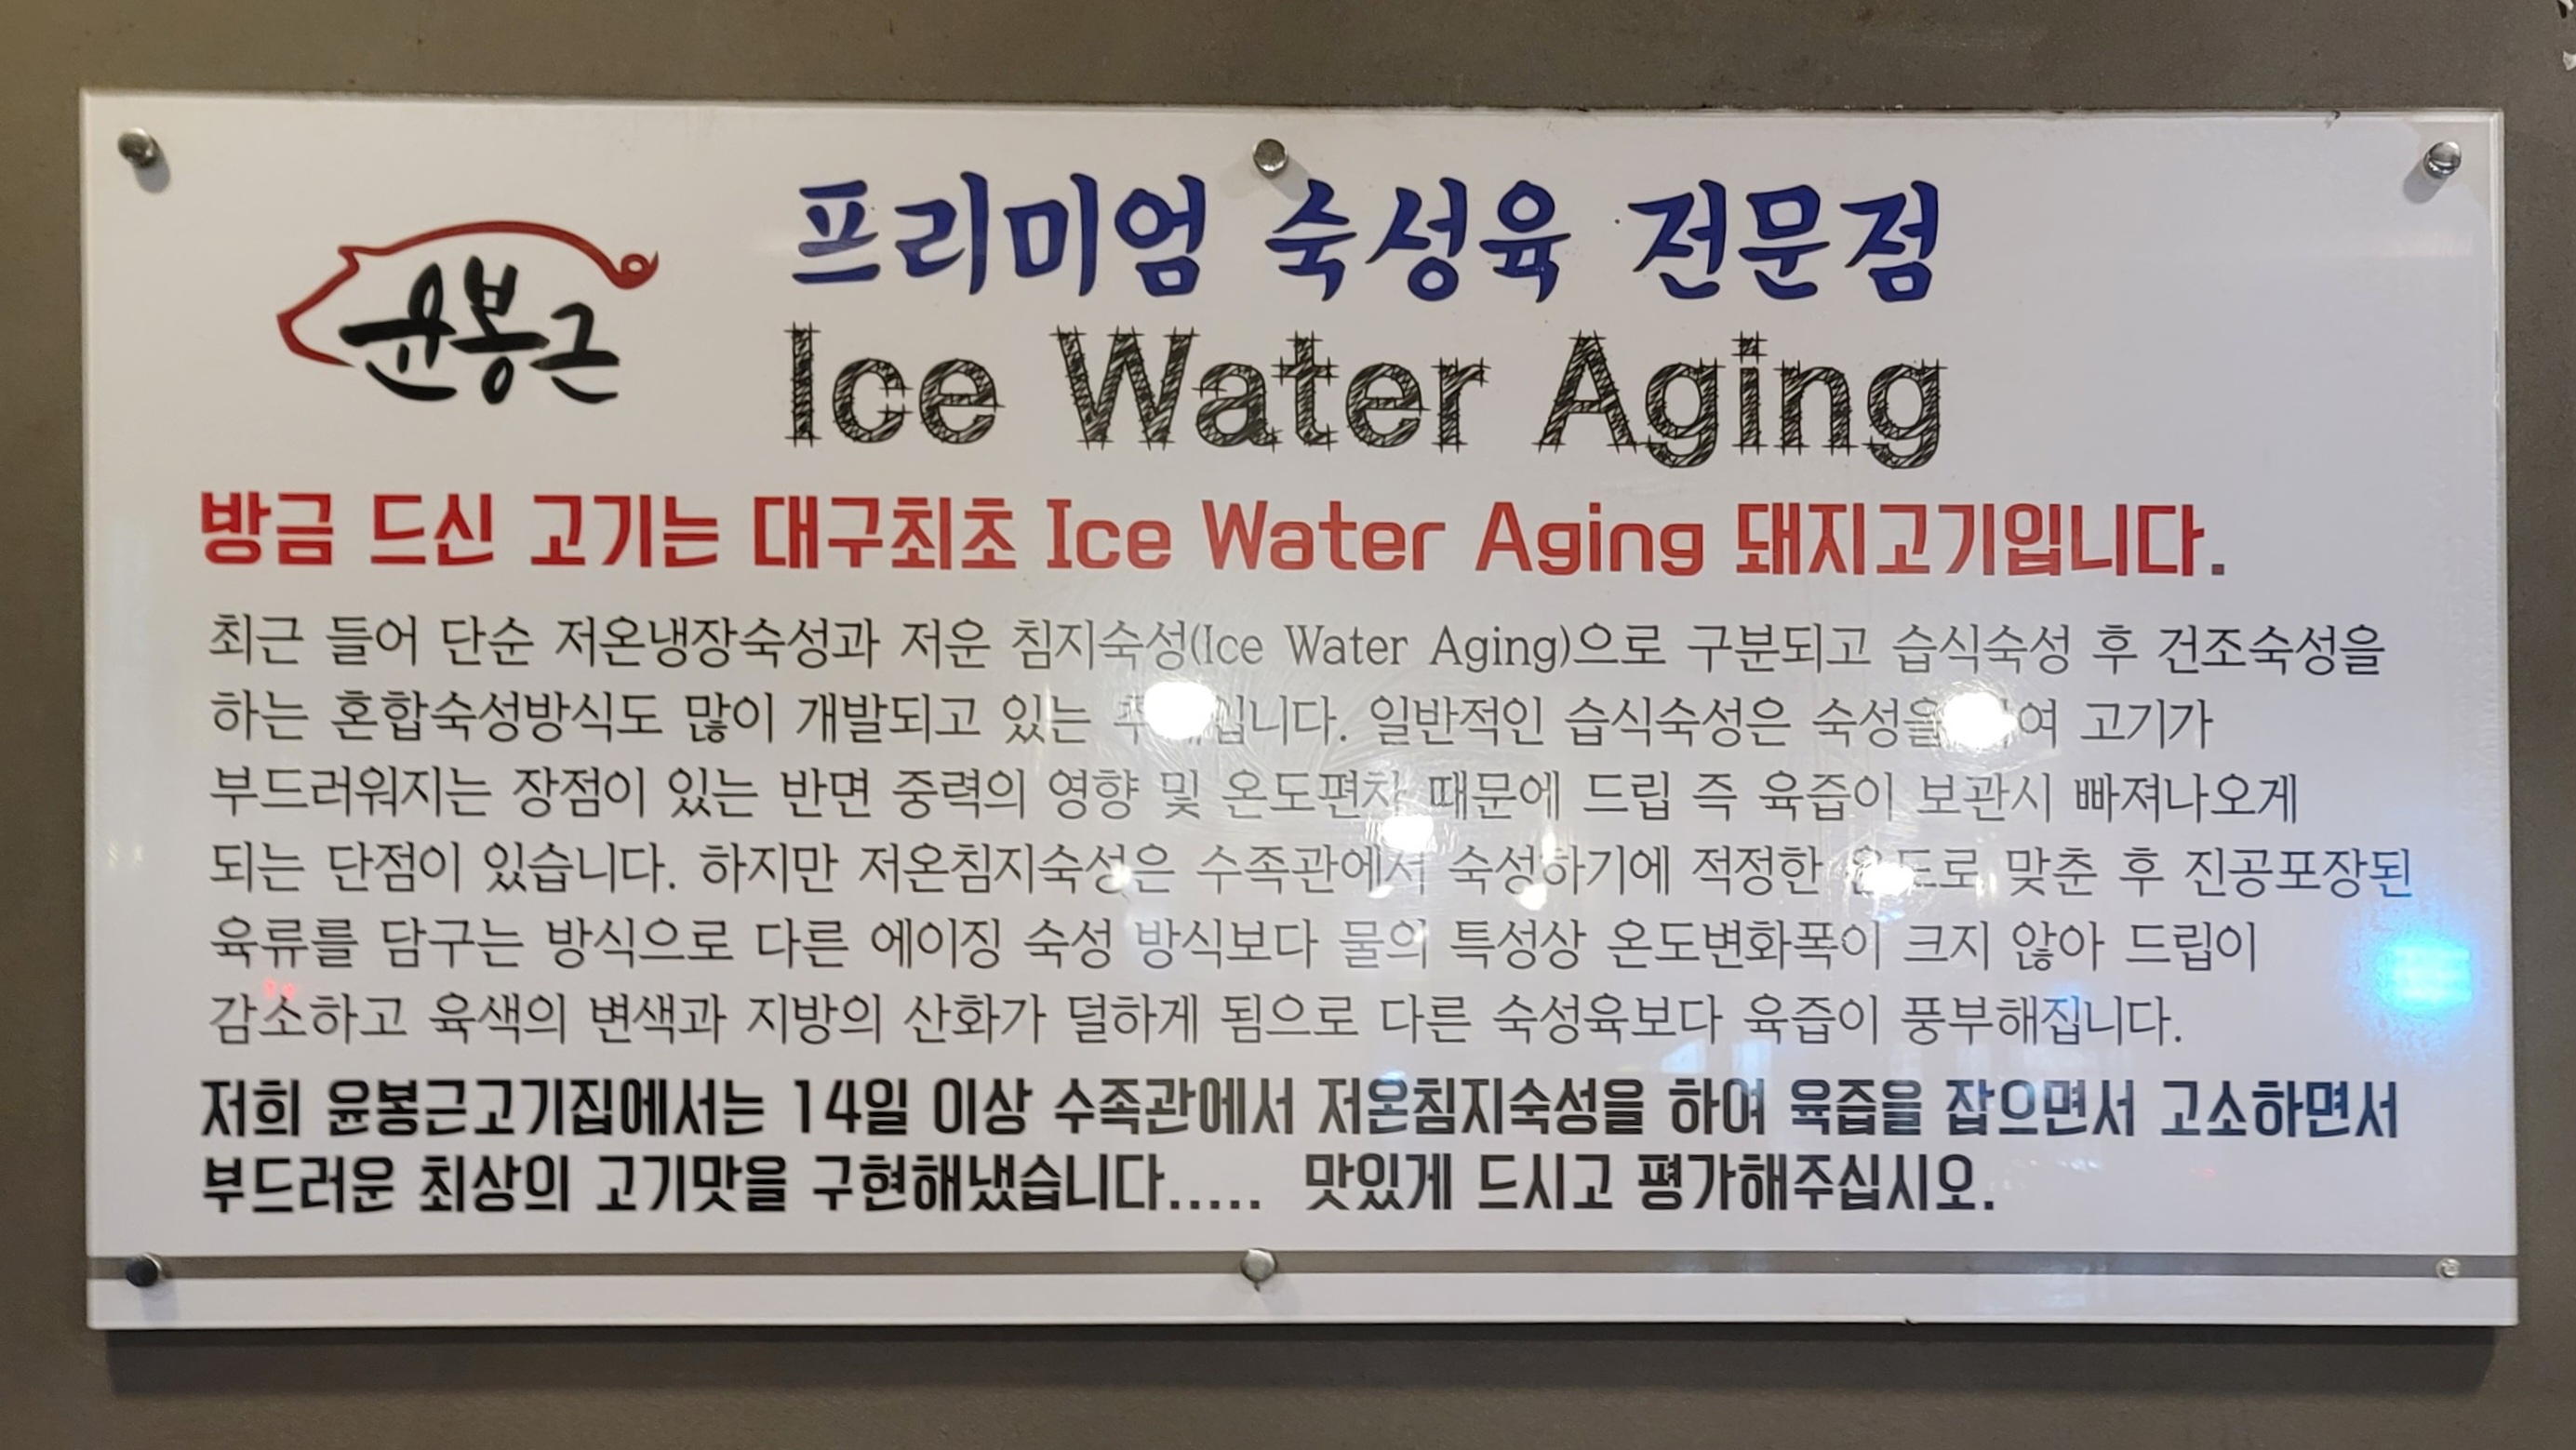 윤봉근
프리미엄 숙성육 전문점
Ice Water Aging
방금 드신 고기는 대구최초 Ice Water Aging 돼지고기입니다.
최근 들어 단순 저온냉장숙성과 저운 침지숙성(Ice Water Aging)으로 구분되고 습식숙성 후 건조숙성을
하는 혼합숙성방식도 많이 개발되고 있는 일반적인 습식숙성은 고기가
부드러워지는 장점이 있는 반면 중력의 영향 및 온도편차 때문에 드립 즉 육즙이 보관시 빠져나오게
되는 단점이 있습니다. 하지만 저온침지숙성은 수족관에서 숙성하기에 적정한 온도로 맞춘 후 진공포장된
육류를 담구는 방식으로 다른 에이징 숙성 방식보다 물의 특성상 온도변화폭이 크지 않아 드립이
감소하고 육색의 변색과 지방의 산화가 덜하게 됨으로 다른 숙성육보다 육즙이 풍부해집니다.
저희 윤봉근고기집에서는 14일 이상 수족관에서 저온침지숙성을 하여 육즙을 잡으면서 고소하면서
부드러운 최상의 고기맛을 구현해냈습니다..... 맛있게 드시고 평가해주십시오.